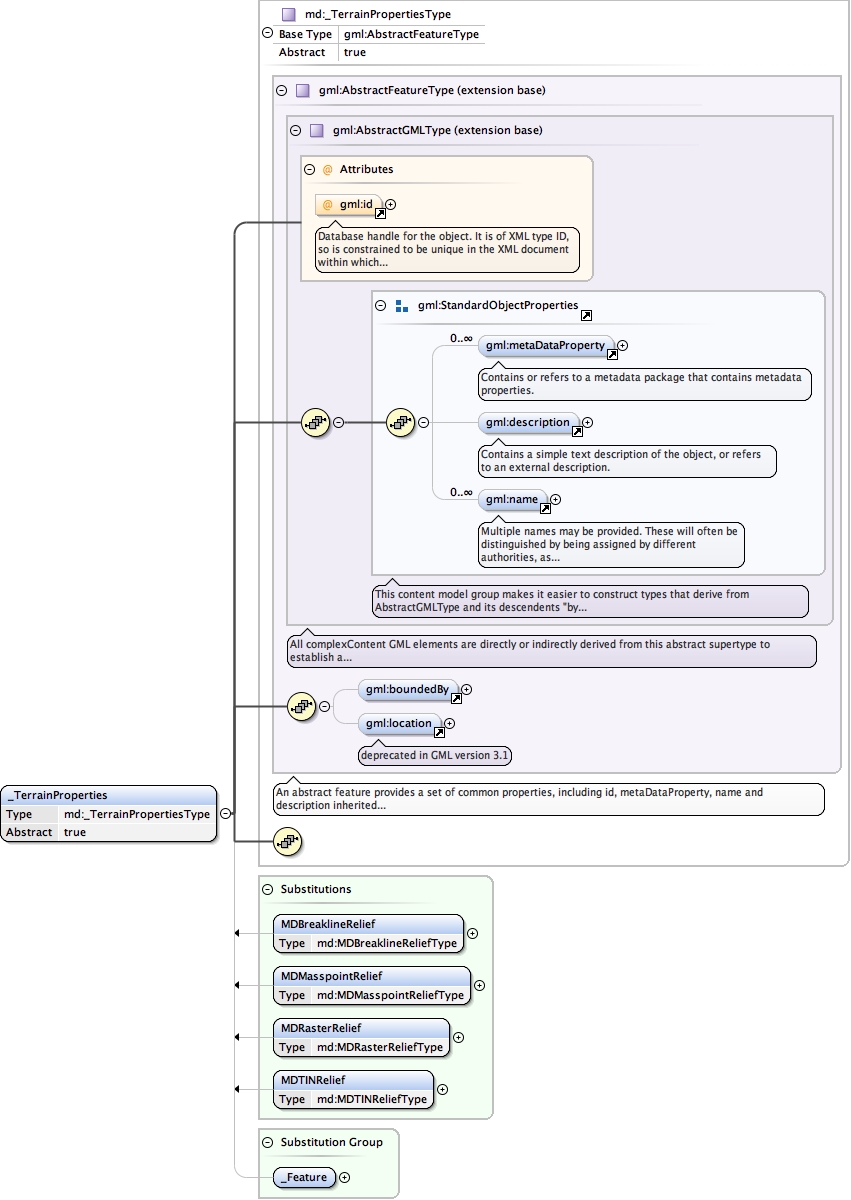 md:_TerrainPropertiesType
Base Type gml:AbstractFeatureType
Abstract true
gml:AbstractFeatureType (extension base)
gml:AbstractGMLType (extension base)
@ Attributes
@ gml:id
Database handle for the object. It is of XML type ID,
so is constrained to be unique in the XML document
within which...
gml:StandardObjectProperties
0..∞
gml:metaDataProperty
Contains or refers to a metadata package that contains metadata
properties.
gml:description
Contains a simple text description of the object, or refers
to an external description.
0..∞
gml:name
Multiple names may be provided. These will often be
distinguished by being assigned by different
authorities, as...
This content model group makes it easier to construct types that derive from
AbstractGMLType and its descendents "by...
All complexContent GML elements are directly or indirectly derived from this abstract supertype to
establish a...
gml:boundedBy
gml:location
deprecated in GML version 3.1
An abstract feature provides a set of common properties, including id, metaDataProperty, name and
description inherited...
_TerrainProperties
Type md:_TerrainPropertiesType
Abstract true
Substitutions
MDBreaklineRelief
Type md:MDBreaklineReliefType
MDMasspointRelief
Type md:MDMasspointReliefType
MDRasterRelief
Type md:MDRasterReliefType
MDTINRelief
Type md:MDTINReliefType
Substitution Group
_Feature